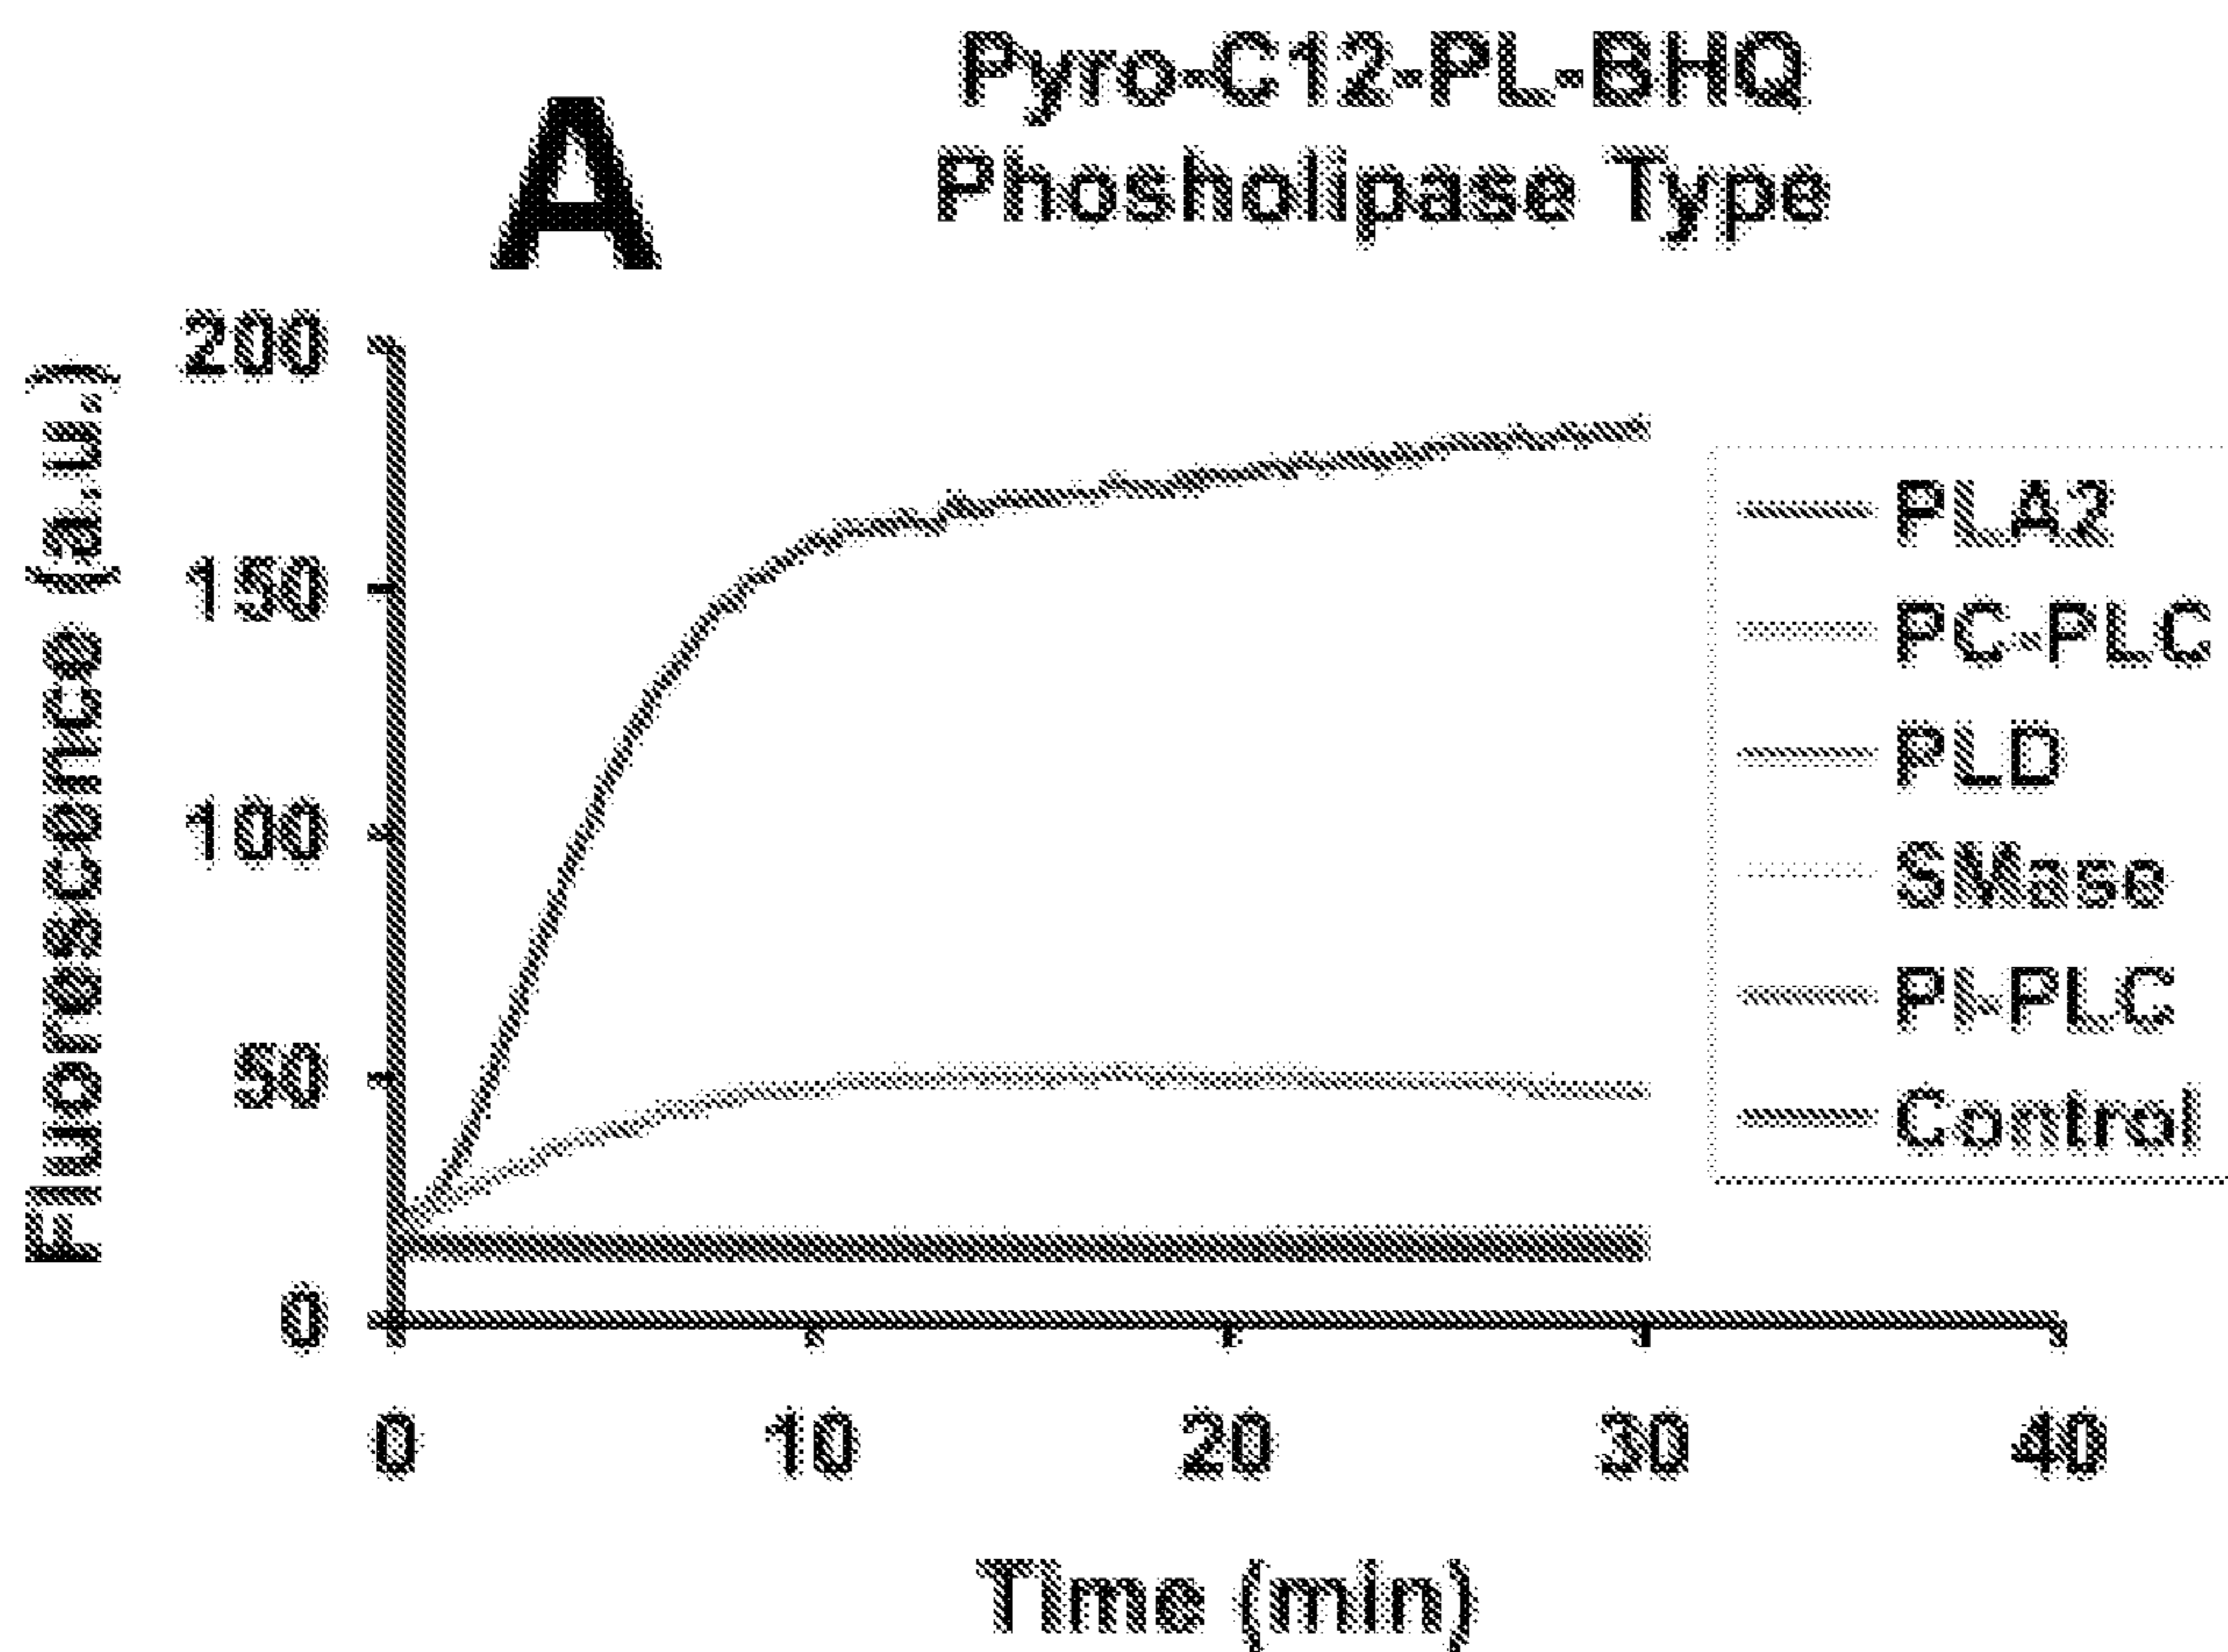 A
Pyro-C12-PL-BHQ
Phosholipase Type
Fluorescence (a.u.)
200
150
100
50
0
0 10 20 30 40
Time (min)
PLA2
PC-PLC
PLD
SMase
PI-PLC
Control